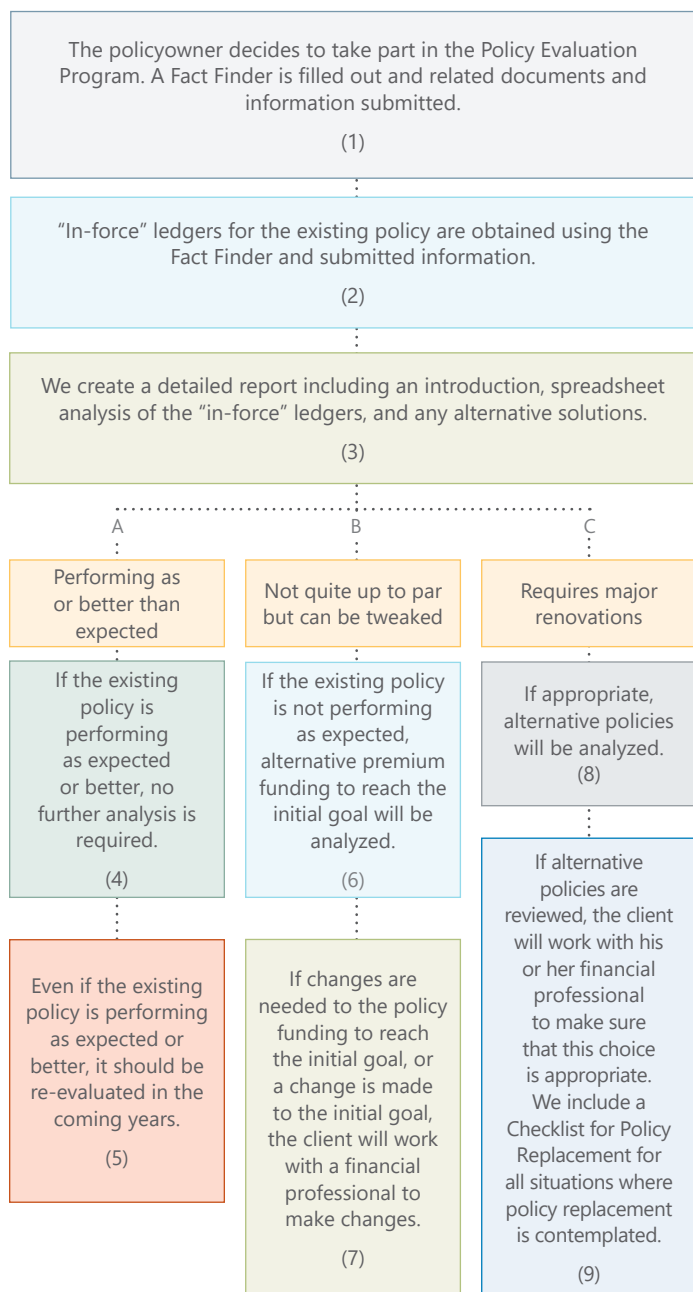 The policyowner decides to take part in the Policy Evaluation
Program. A Fact Finder is filled out and related documents and
information submitted.
(1)
“In-force” ledgers for the existing policy are obtained using the
Fact Finder and submitted information.
(2)
We create a detailed report including an introduction, spreadsheet
analysis of the “in-force” ledgers, and any alternative solutions.
(3)
A
Performing as
or better than
expected
If the existing
policy is
performing
as expected
or better, no
further analysis is
required.
(4)
Even if the existing
policy is performing
as expected or
better, it should be
re-evaluated in the
coming years.
(5)
B
Not quite up to par
but can be tweaked
If the existing policy
is not performing
as expected,
alternative premium
funding to reach the
initial goal will be
analyzed.
(6)
If changes are
needed to the policy
funding to reach
the initial goal, or
a change is made
to the initial goal,
the client will work
with a financial
professional to
make changes.
(7)
C
Requires major
renovations
If appropriate,
alternative policies
will be analyzed.
(8)
If alternative
policies are
reviewed, the client
will work with his
or her financial
professional
to make sure
that this choice
is appropriate.
We include a
Checklist for Policy
Replacement for
all situations where
policy replacement
is contemplated.
(9)